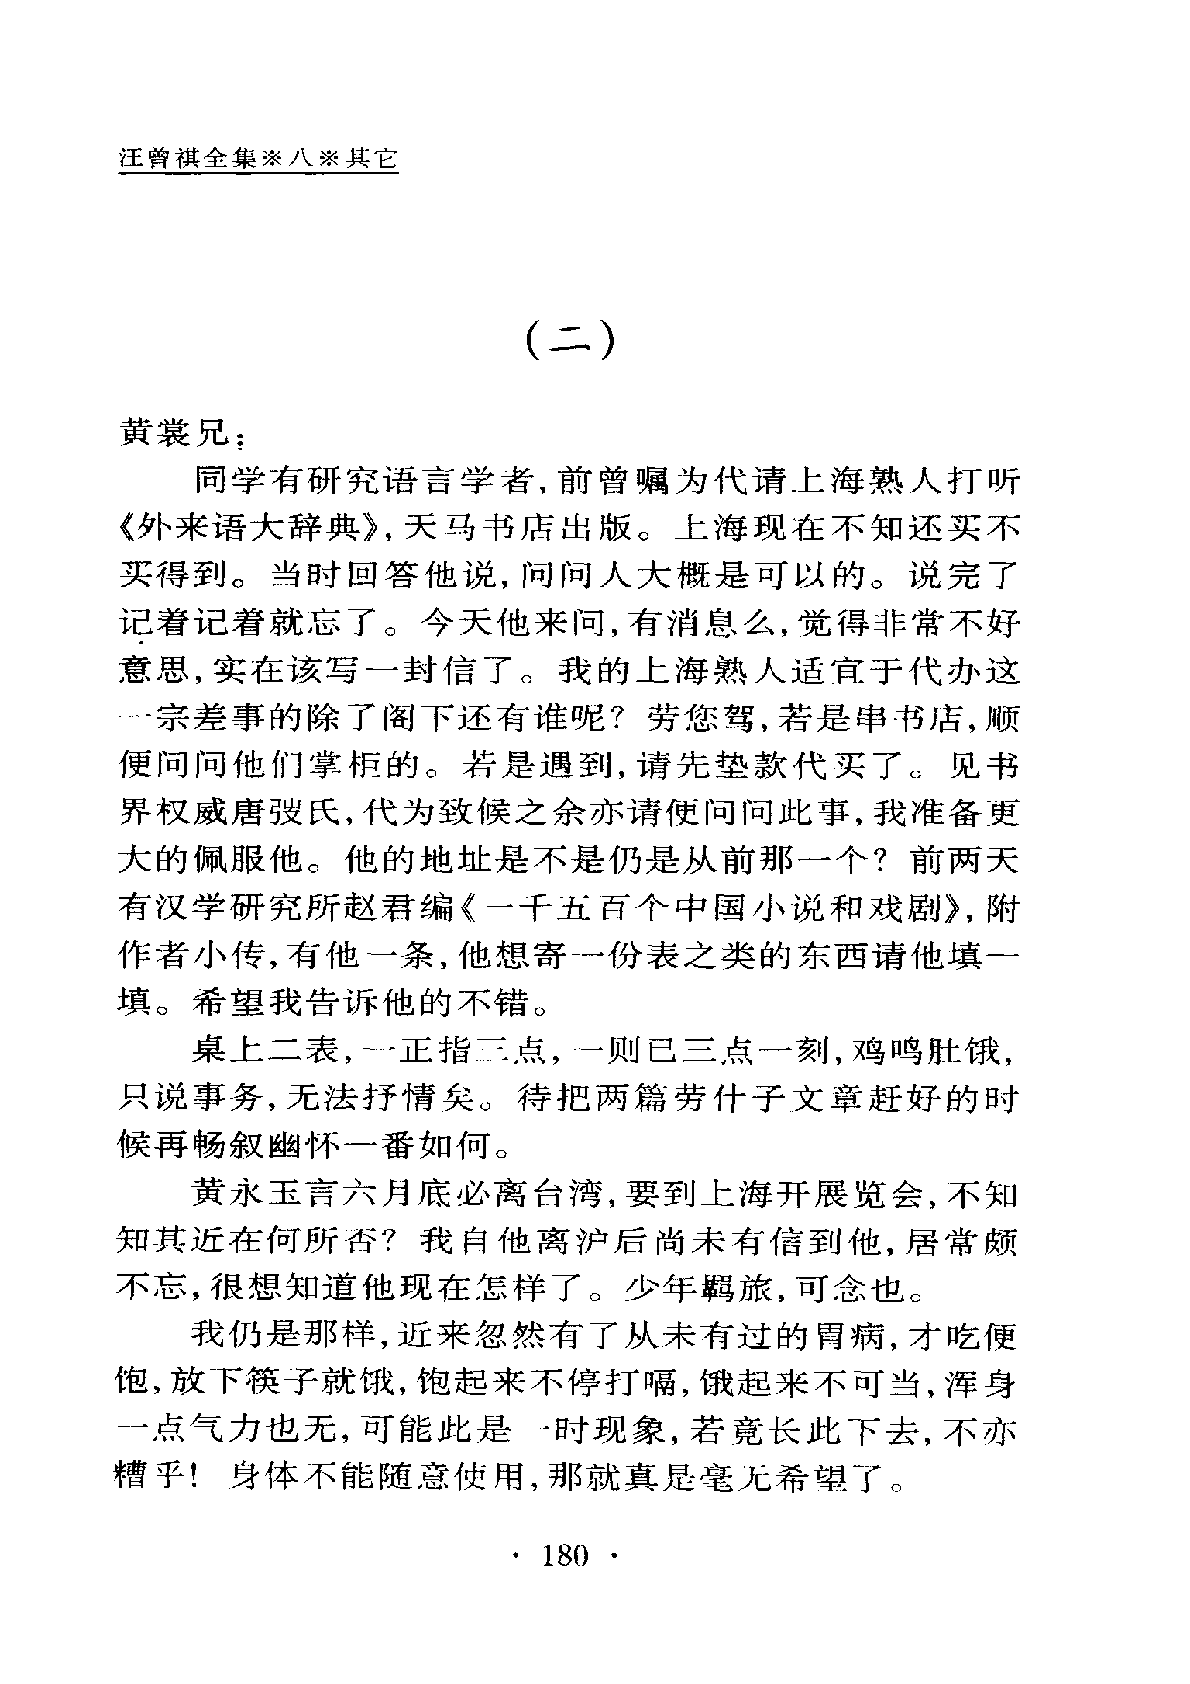 汪曾祺全集※八※其它
（二）
黄裳兄：
同学有研究语言学者，前曾嘱为代请上海熟人打听
《外来语大辞典》，天马书店出版。上海现在不知还买不
买得到。当时回答他说，问问人大概是可以的。说完了
记着记着就忘了。今天他来问，有消息么，觉得非常不好
意思，实在该写一封信了。我的上海熟人适宜于代办这
一宗差事的除了阁下还有谁呢？劳您驾，若是串书店，顺
便问问他们掌柜的。若是遇到，请先垫款代买了。见书
界权威唐弢氏，代为致候之余亦请便问问此事，我准备更
大的佩服他。他的地址是不是仍是从前那一个？前两天
有汉学研究所赵君编《一千五百个中国小说和戏剧》，附
作者小传，有他一条，他想寄一份表之类的东西请他填一
填。希望我告诉他的不错。
桌上二表，一正指三点，一则已三点一刻，鸡鸣肚饿，
只说事务，无法抒情矣。待把两篇劳什子文章赶好的时
候再畅叙幽怀一番如何。
黄永玉言六月底必离台湾，要到上海开展览会，不知
知其近在何所否？我自他离沪后尚未有信到他，居常颇
不忘，很想知道他现在怎样了。少年羁旅，可念也。
我仍是那样，近来忽然有了从未有过的胃病，才吃便
饱，放下筷子就饿，饱起来不停打嗝，饿起来不可当，浑身
一点气力也无，可能此是一时现象，若竟长此下去，不亦
糟乎！身体不能随意使用，那就真是毫无希望了。
· 180 ·